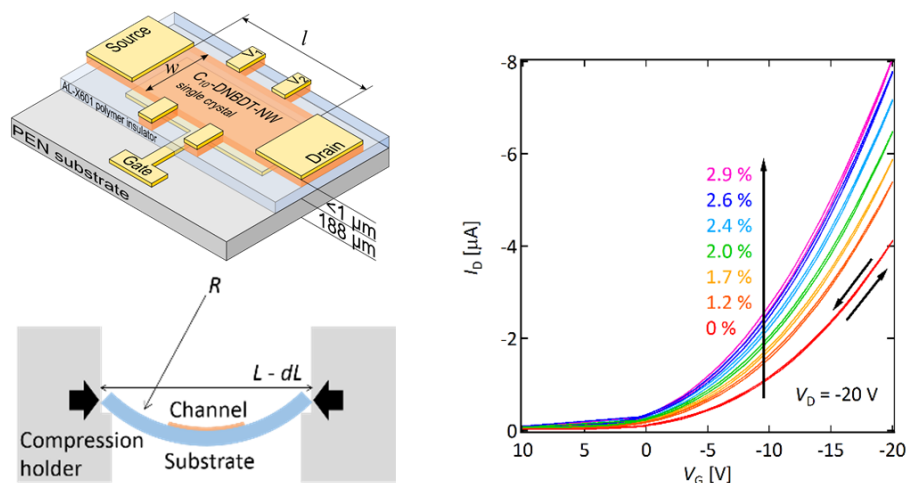 Source
V1
V2
l
w
C10-DNBDT-NW
single crystal
AL-X601 polymer insulator
Gate
Drain
PEN substrate
<1 μm
188 μm
R
L - dL
Channel
Substrate
Compression
holder
-8
-6
-4
-2
0
ID [μA]
2.9 %
2.6 %
2.4 %
2.0 %
1.7 %
1.2 %
0 %
VD = -20 V
10
5
0
-5
-10
-15
-20
VG [V]